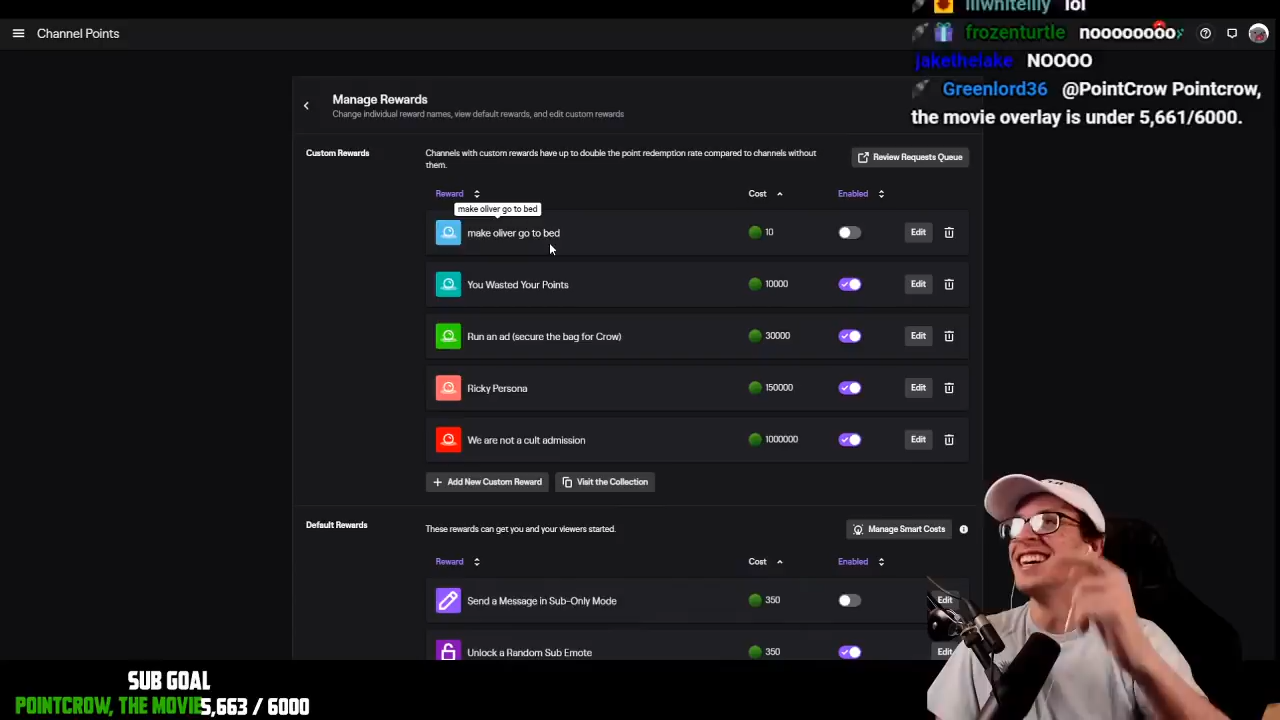 Channel Points
lilwhitelily lol
frozenturtle noooooooo
jakethelake NOOOO
Greenlord36 @PointCrow Pointcrow,
the movie overlay is under 5,661/6000.
Manage Rewards
Change individual reward names, view default rewards, and edit custom rewards
Custom Rewards
Channels with custom rewards have up to double the point redemption rate compared to channels without
them.
Review Requests Queue
Reward Cost Enabled
make oliver go to bed
make oliver go to bed 10 Edit
You Wasted Your Points 10000 Edit
Run an ad (secure the bag for Crow) 30000 Edit
Ricky Persona 150000 Edit
We are not a cult admission 1000000 Edit
+ Add New Custom Reward Visit the Collection
Default Rewards These rewards can get you and your viewers started. Manage Smart Costs
Reward Cost Enabled
Send a Message in Sub-Only Mode 350 Edit
Unlock a Random Sub Emote 350 Edit
SUB GOAL
POINTCROW, THE MOVIE 5,663 / 6000